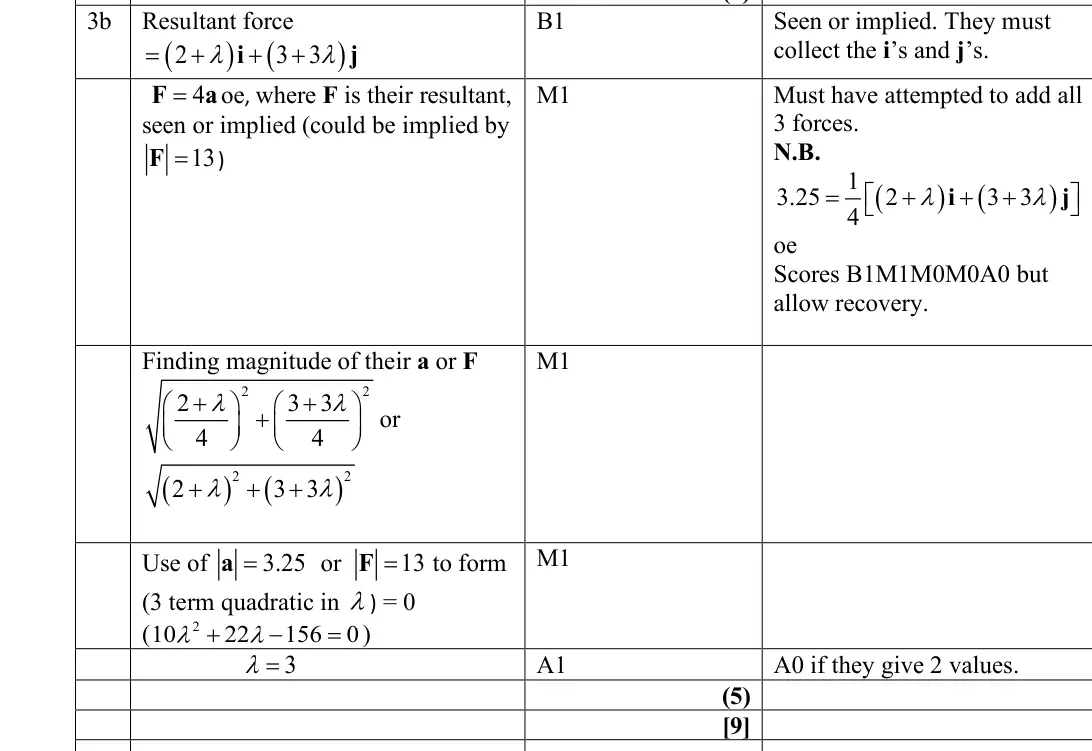 3b Resultant force B1 Seen or implied. They must
=(2+λ)i+(3+3λ)j collect the i's and j's.
F = 4a oe, where F is their resultant, M1 Must have attempted to add all
seen or implied (could be implied by 3 forces.
|F| = 13) N.B.
3.25 = 1/4[(2+λ)i+(3+3λ)j]
oe
Scores B1M1M0M0A0 but
allow recovery.
Finding magnitude of their a or F M1
√(((2+λ)/4)² + ((3+3λ)/4)²) or
√((2+λ)² + (3+3λ)²)
Use of |a| = 3.25 or |F| = 13 to form M1
(3 term quadratic in λ) = 0
(10λ² + 22λ − 156 = 0)
λ = 3 A1 A0 if they give 2 values.
(5)
[9]